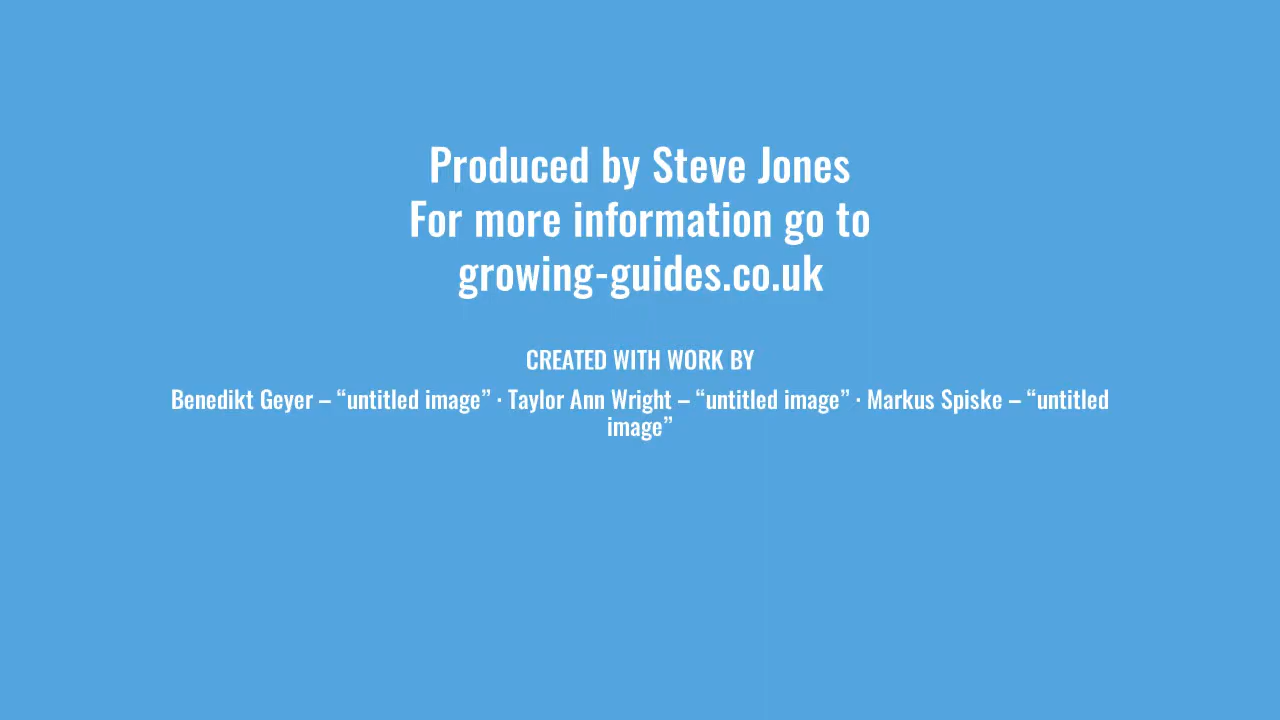 Produced by Steve Jones
For more information go to
growing-guides.co.uk
CREATED WITH WORK BY
Benedikt Geyer – “untitled image” · Taylor Ann Wright – “untitled image” · Markus Spiske – “untitled
image”